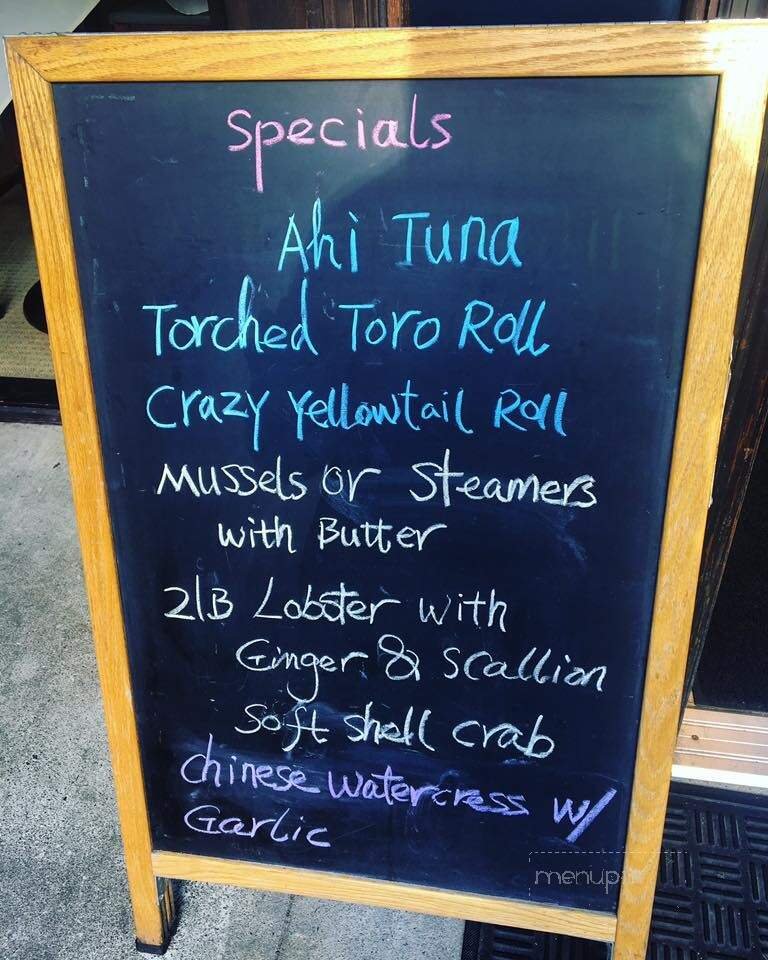 Specials
Ahi Tuna
Torched Toro Roll
Crazy Yellowtail Roll
Mussels or Steamers
with Butter
2lB Lobster with
Ginger & Scallion
Soft shell crab
Chinese Watercress w/
Garlic
menupix